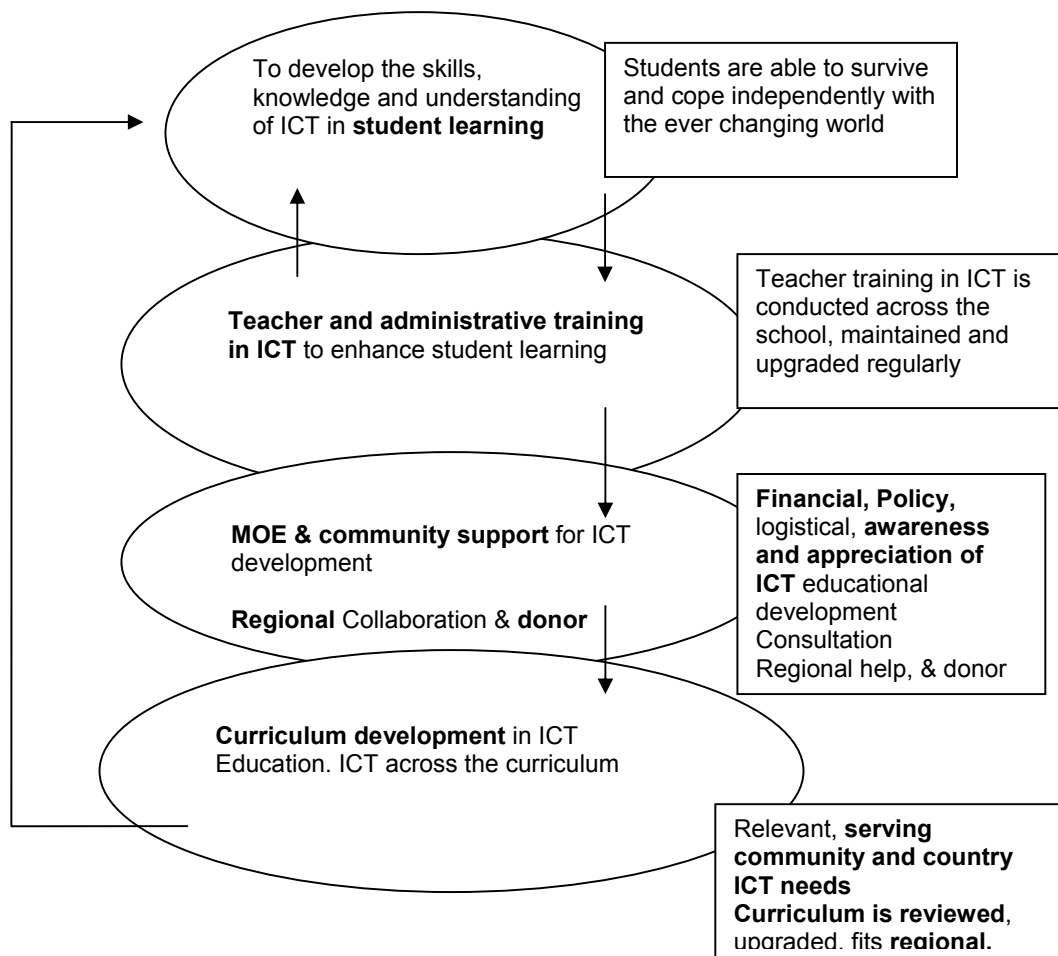 To develop the skills,
knowledge and understanding
of ICT in student learning
Students are able to survive
and cope independently with
the ever changing world
Teacher and administrative training
in ICT to enhance student learning
Teacher training in ICT is
conducted across the
school, maintained and
upgraded regularly
MOE & community support for ICT
development
Regional Collaboration & donor
Financial, Policy,
logistical, awareness
and appreciation of
ICT educational
development
Consultation
Regional help, & donor
Curriculum development in ICT
Education. ICT across the curriculum
Relevant, serving
community and country
ICT needs
Curriculum is reviewed,
upgraded, fits regional,